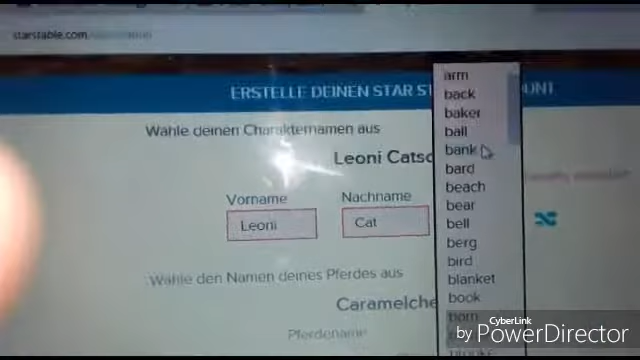 starstable.com
ERSTELLE DEINEN STAR ST UNT
Wähle deinen Charakternamen aus
Leoni Catsc
Vorname
Nachname
Leoni
Cat
Wähle den Namen deines Pferdes aus
Caramelche
Pferdename
arm
back
baker
ball
bank
bard
beach
bear
bell
berg
bird
blanket
book
born
CyberLink
by PowerDirector